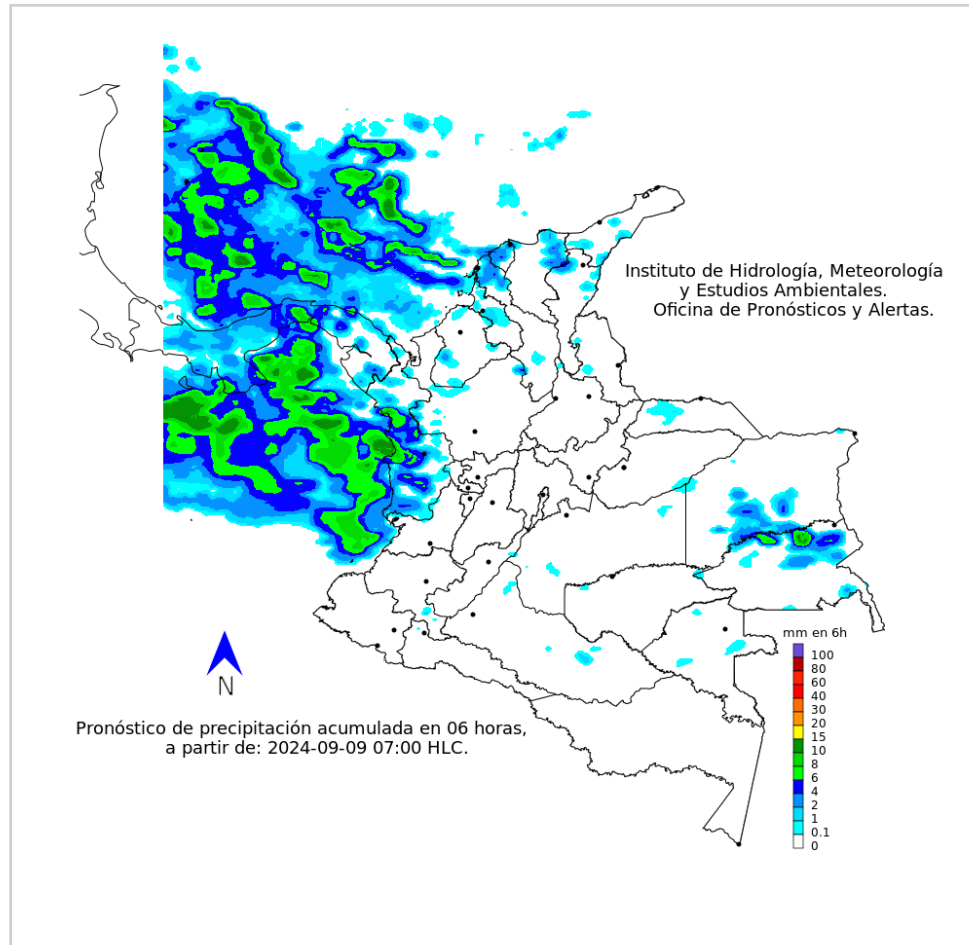 Instituto de Hidrología, Meteorología
y Estudios Ambientales.
Oficina de Pronósticos y Alertas.
N
Pronóstico de precipitación acumulada en 06 horas,
a partir de: 2024-09-09 07:00 HLC.
mm en 6h
100
80
60
40
30
20
15
10
8
6
4
2
1
0.1
0